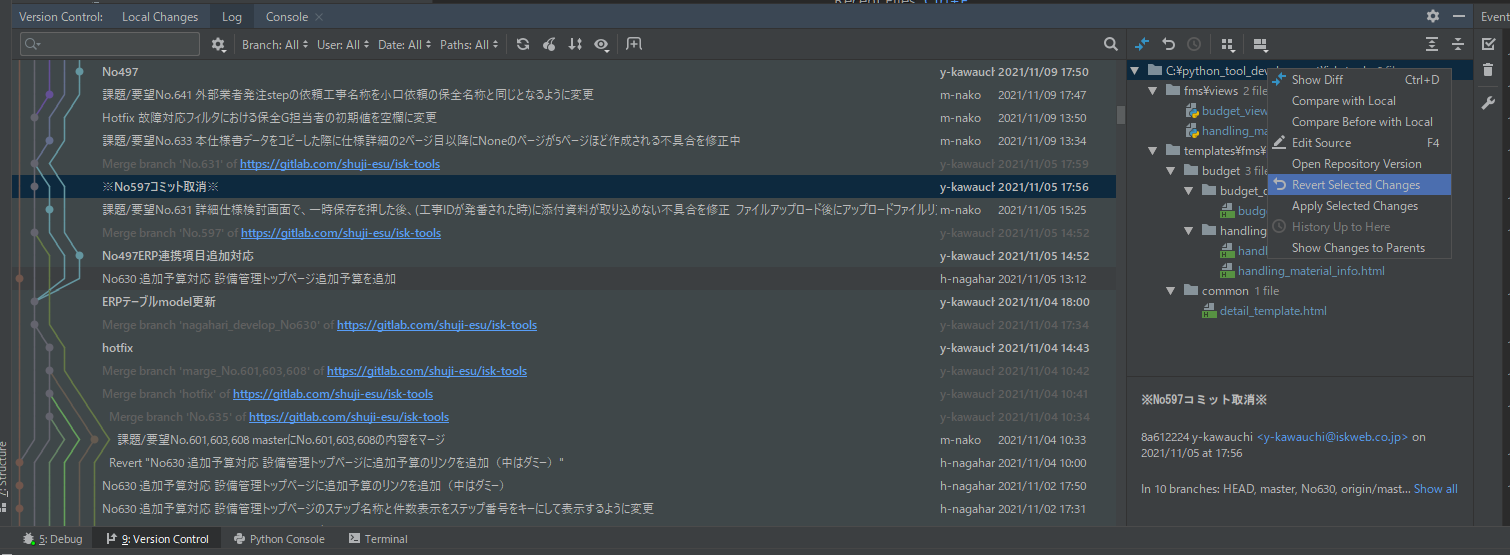 Version Control: Local Changes Log Console
Event
Branch: All User: All Date: All Paths: All
No497 y-kawaucl 2021/11/09 17:50
課題/要望No.641 外部業者発注stepの依頼工事名称を小口依頼の保全名称と同じとなるように変更 m-nako 2021/11/09 17:47
Hotfix 故障対応フィルタにおける保全G担当者の初期値を空欄に変更 m-nako 2021/11/09 13:50
課題/要望No.633 本仕様書データをコピーした際に仕様詳細の2ページ目以降にNoneのページが5ページほど作成される不具合を修正中 m-nako 2021/11/09 13:50
Merge branch 'No.631' of https://gitlab.com/shuji-esu/isk-tools y-kawaucl 2021/11/05 17:59
※No597コミット取消※ y-kawaucl 2021/11/05 17:56
課題/要望No.631 詳細仕様検討画面で、一時保存を押した後、(工事IDが発番された時)に添付資料が取り込めない不具合を修正 ファイルアップロード後にアップロードファイルリ m-nako 2021/11/05 15:25
Merge branch 'No.597' of https://gitlab.com/shuji-esu/isk-tools y-kawaucl 2021/11/05 14:52
No497ERP連携項目追加対応 y-kawaucl 2021/11/05 14:52
No630 追加予算対応 設備管理トップページ追加予算を追加 h-nagahar 2021/11/05 13:12
ERPテーブルmodel更新 y-kawaucl 2021/11/04 18:00
Merge branch 'nagahari_develop_No630' of https://gitlab.com/shuji-esu/isk-tools y-kawaucl 2021/11/04 17:34
hotfix y-kawaucl 2021/11/04 14:43
Merge branch 'marge_No.601,603,608' of https://gitlab.com/shuji-esu/isk-tools y-kawaucl 2021/11/04 10:42
Merge branch 'hotfix' of https://gitlab.com/shuji-esu/isk-tools y-kawaucl 2021/11/04 10:41
Merge branch 'No.635' of https://gitlab.com/shuji-esu/isk-tools y-kawaucl 2021/11/04 10:34
課題/要望No.601,603,608 masterにNo.601,603,608の内容をマージ m-nako 2021/11/04 10:33
Revert "No630 追加予算対応 設備管理トップページに追加予算のリンクを追加（中はダミー）" h-nagahar 2021/11/04 10:00
No630 追加予算対応 設備管理トップページに追加予算のリンクを追加（中はダミー） h-nagahar 2021/11/02 17:50
No630 追加予算対応 設備管理トップページのステップ名称と件数表示をステップ番号をキーにして表示するように変更 h-nagahar 2021/11/02 17:31
C:¥python_tool_de
fms¥views 2 file
budget_view
handling_ma
templates¥fms¥
budget 3 file
budget_c
budg
handling
hand
handling_material_info.html
common 1 file
detail_template.html
Show Diff Ctrl+D
Compare with Local
Compare Before with Local
Edit Source F4
Open Repository Version
Revert Selected Changes
Apply Selected Changes
History Up to Here
Show Changes to Parents
※No597コミット取消※
8a612224 y-kawauchi <y-kawauchi@iskweb.co.jp> on
2021/11/05 at 17:56
In 10 branches: HEAD, master, No630, origin/mast... Show all
Z: Structure
5: Debug 9: Version Control Python Console Terminal